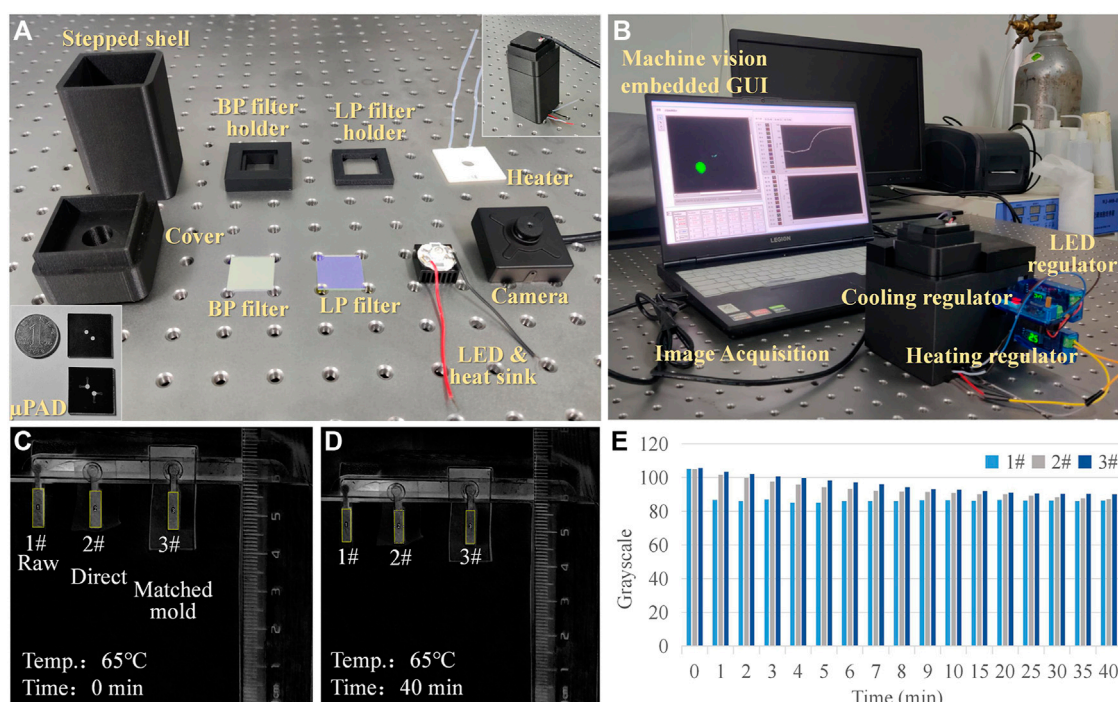 A
Stepped shell
BP filter
holder
LP filter
holder
Heater
Cover
BP filter
LP filter
Camera
LED &
heat sink
μPAD
B
Machine vision
embedded GUI
LEGION
LED
regulator
Cooling regulator
Image Acquisition
Heating regulator
C
1#
2#
3#
Raw
Direct
Matched
mold
Temp.: 65℃
Time: 0 min
D
1#
2#
3#
Temp.: 65℃
Time: 40 min
E
1# 2# 3#
120
100
80
60
40
20
0
Grayscale
0 1 2 3 4 5 6 7 8 9 10 15 20 25 30 35 40
Time (min)